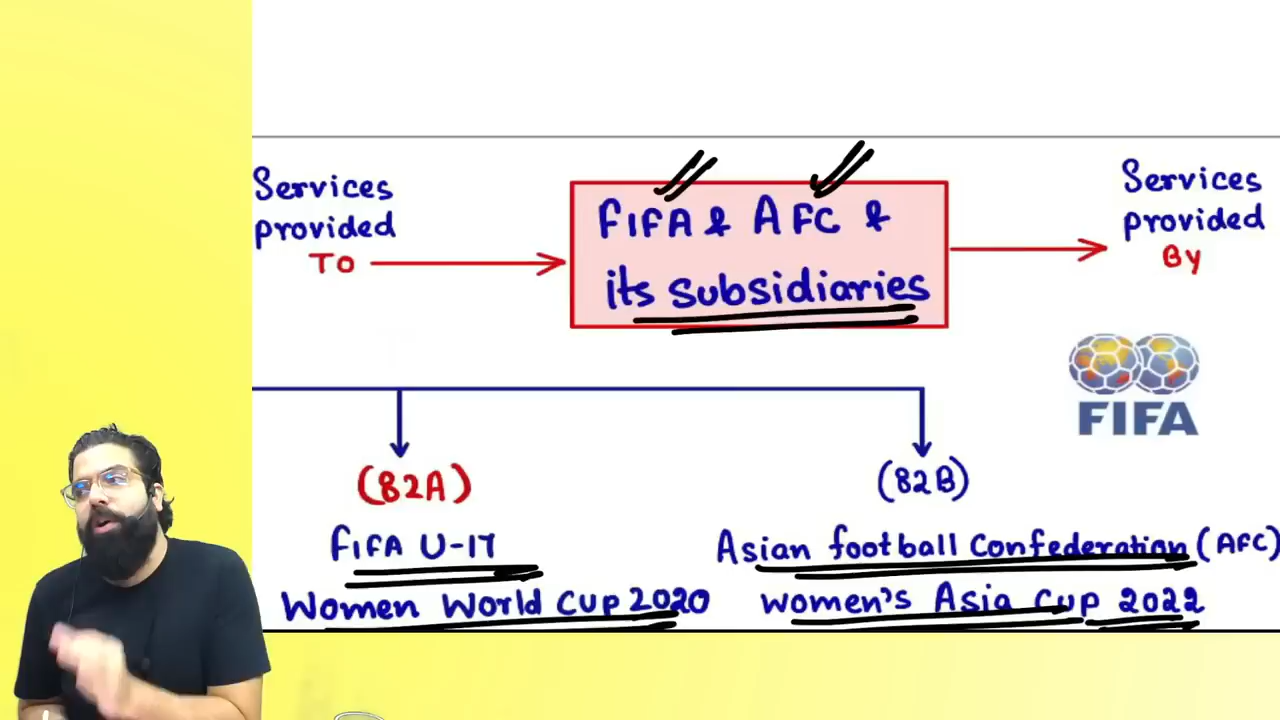 Services
provided
TO
FIFA & AFC &
its subsidiaries
Services
provided
By
FIFA
(82A)
FIFA U-17
Women World Cup 2020
(82B)
Asian football Confederation (AFC)
women's Asia Cup 2022